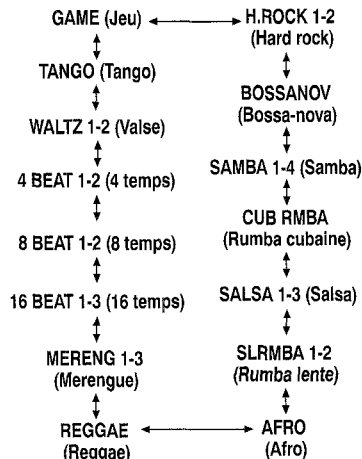 GAME (Jeu)
TANGO (Tango)
WALTZ 1-2 (Valse)
4 BEAT 1-2 (4 temps)
8 BEAT 1-2 (8 temps)
16 BEAT 1-3 (16 temps)
MERENG 1-3
(Merengue)
REGGAE
(Reggae)
H.ROCK 1-2
(Hard rock)
BOSSANOV
(Bossa-nova)
SAMBA 1-4 (Samba)
CUB RMBA
(Rumba cubaine)
SALSA 1-3 (Salsa)
SLRMBA 1-2
(Rumba lente)
AFRO
(Afro)